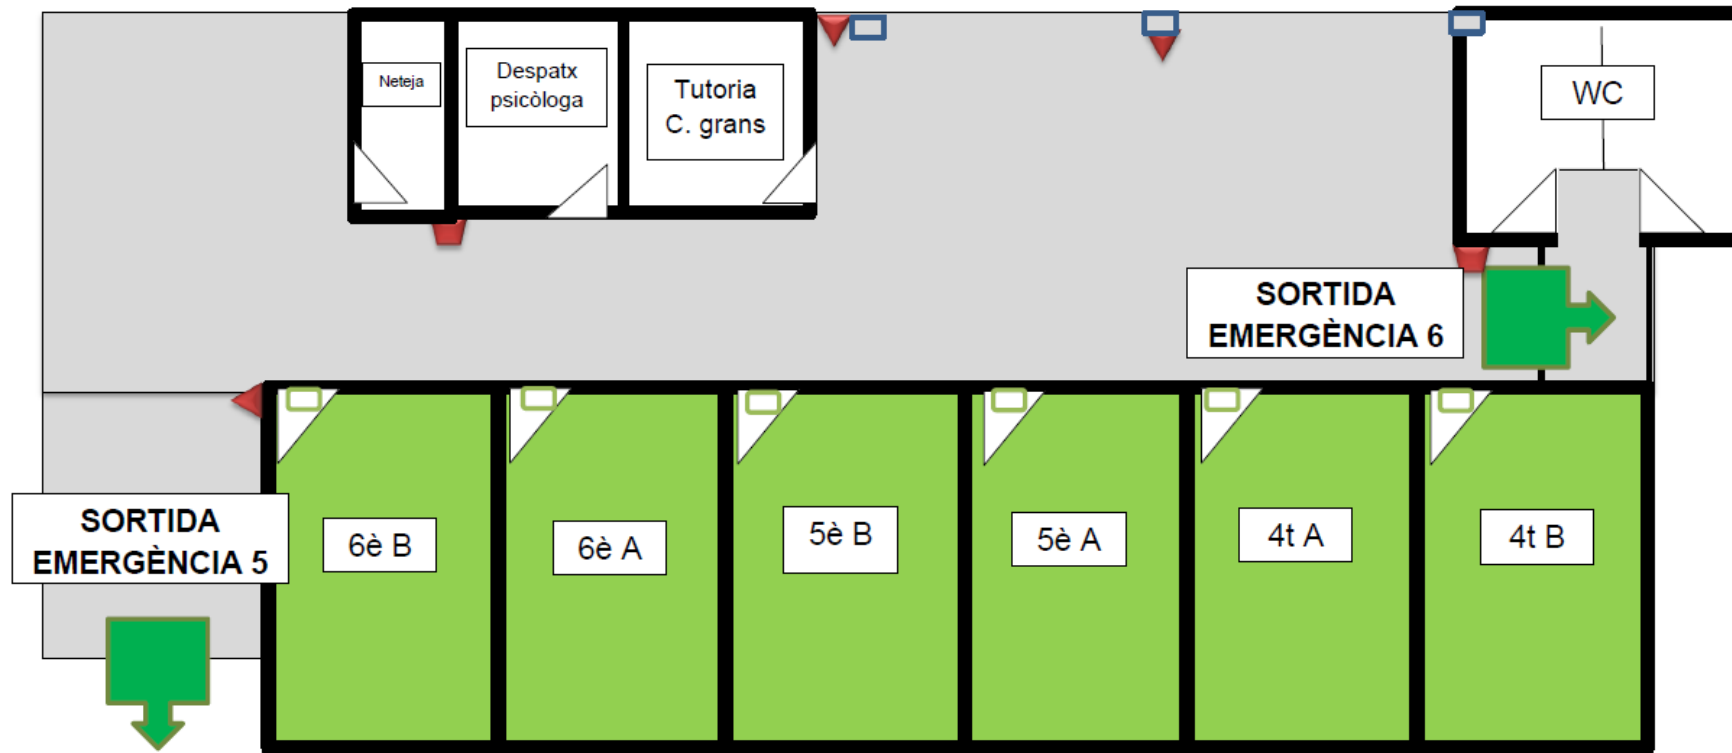 Neteja
Despatx
psicòloga
Tutoria
C. grans
WC
SORTIDA
EMERGÈNCIA 6
SORTIDA
EMERGÈNCIA 5
6è B
6è A
5è B
5è A
4t A
4t B